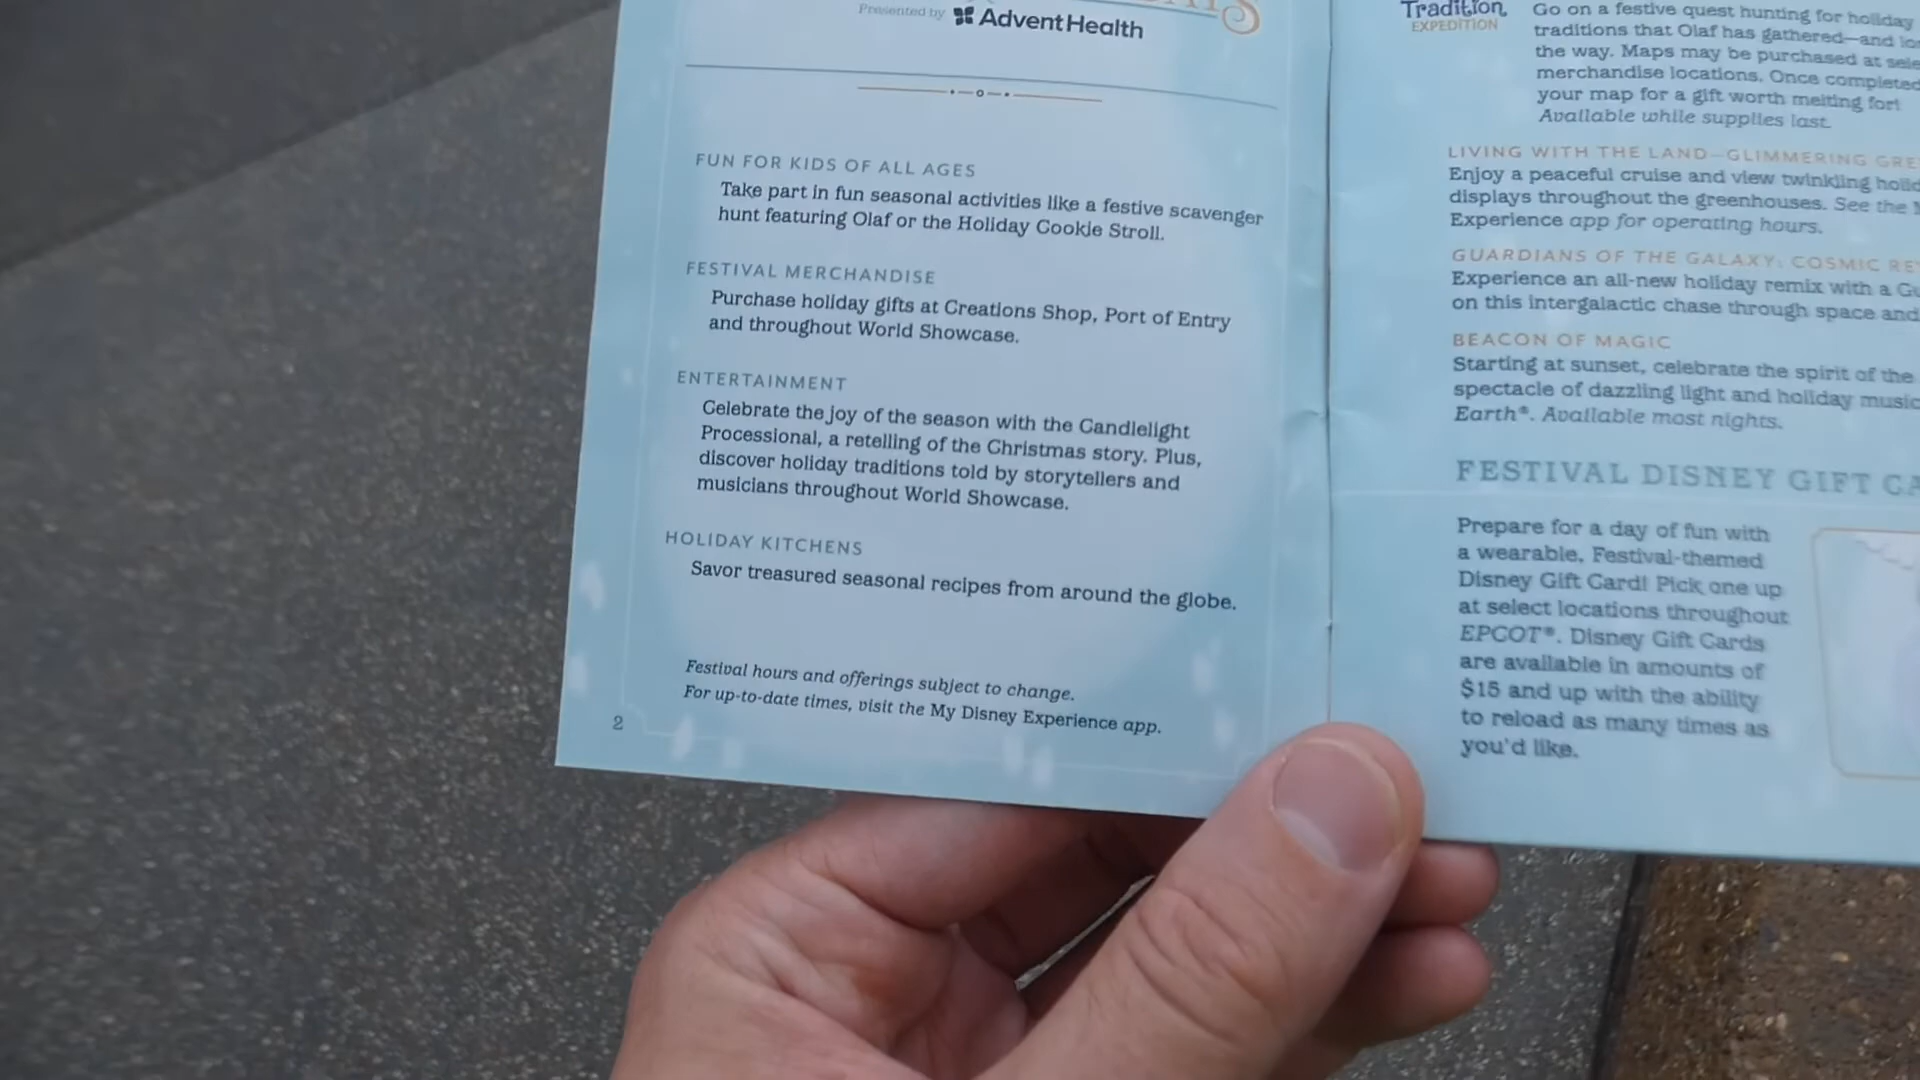 Presented by AdventHealth
FUN FOR KIDS OF ALL AGES
Take part in fun seasonal activities like a festive scavenger
hunt featuring Olaf or the Holiday Cookie Stroll.
FESTIVAL MERCHANDISE
Purchase holiday gifts at Creations Shop, Port of Entry
and throughout World Showcase.
ENTERTAINMENT
Celebrate the joy of the season with the Candlelight
Processional, a retelling of the Christmas story. Plus,
discover holiday traditions told by storytellers and
musicians throughout World Showcase.
HOLIDAY KITCHENS
Savor treasured seasonal recipes from around the globe.
Festival hours and offerings subject to change.
For up-to-date times, visit the My Disney Experience app.
2
Tradition
EXPEDITION
Go on a festive quest hunting for holiday
traditions that Olaf has gathered—and
the way. Maps may be purchased at
merchandise locations. Once completed
your map for a gift worth melting for!
Available while supplies last.
LIVING WITH THE LAND—GLIMMERING
Enjoy a peaceful cruise and view twinkling
displays throughout the greenhouses. See the
Experience app for operating hours.
GUARDIANS OF THE GALAXY: COSMIC
Experience an all-new holiday remix with a
on this intergalactic chase through space and
BEACON OF MAGIC
Starting at sunset, celebrate the spirit of the
spectacle of dazzling light and holiday music
Earth®. Available most nights.
FESTIVAL DISNEY GIFT
Prepare for a day of fun with
a wearable, Festival-themed
Disney Gift Card! Pick one up
at select locations throughout
EPCOT®. Disney Gift Cards
are available in amounts of
$15 and up with the ability
to reload as many times as
you'd like.